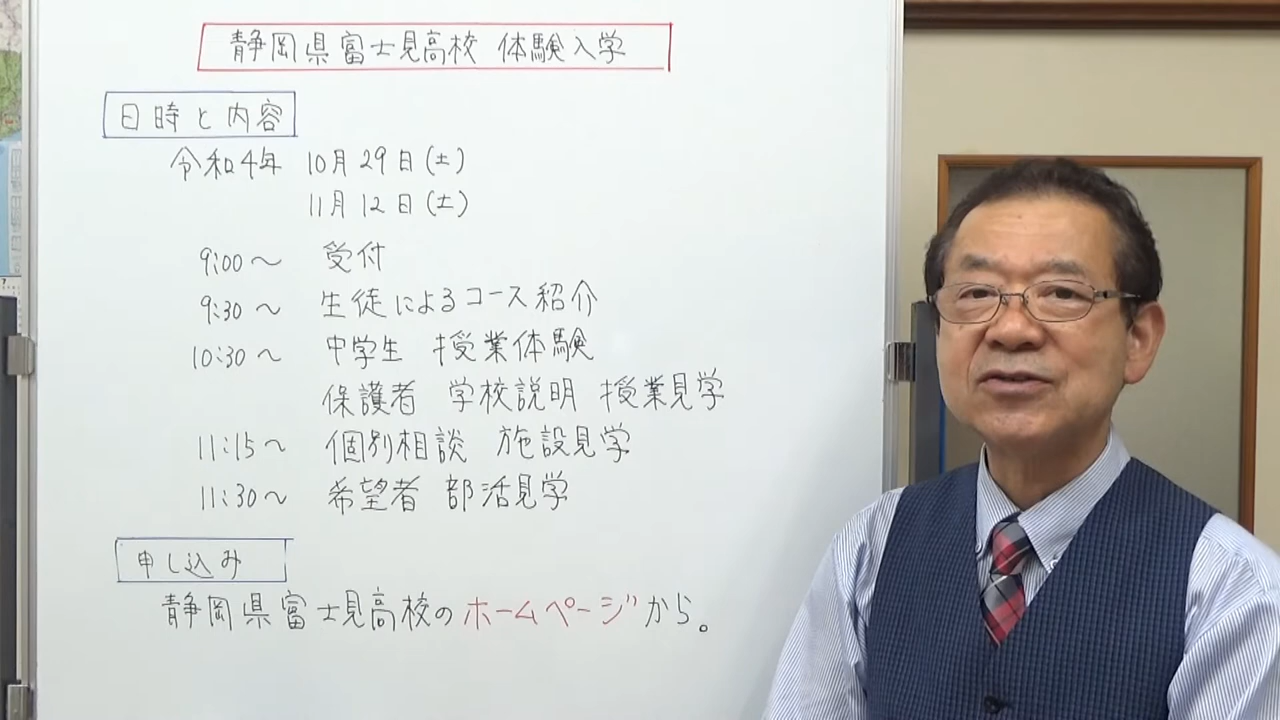 静岡県富士見高校 体験入学
日時と内容
令和4年 10月29日(土)
11月12日(土)
9:00～ 受付
9:30～ 生徒によるコース紹介
10:30～ 中学生 授業体験
保護者 学校説明 授業見学
11:15～ 個別相談 施設見学
11:30～ 希望者 部活見学
申し込み
静岡県富士見高校のホームページから。